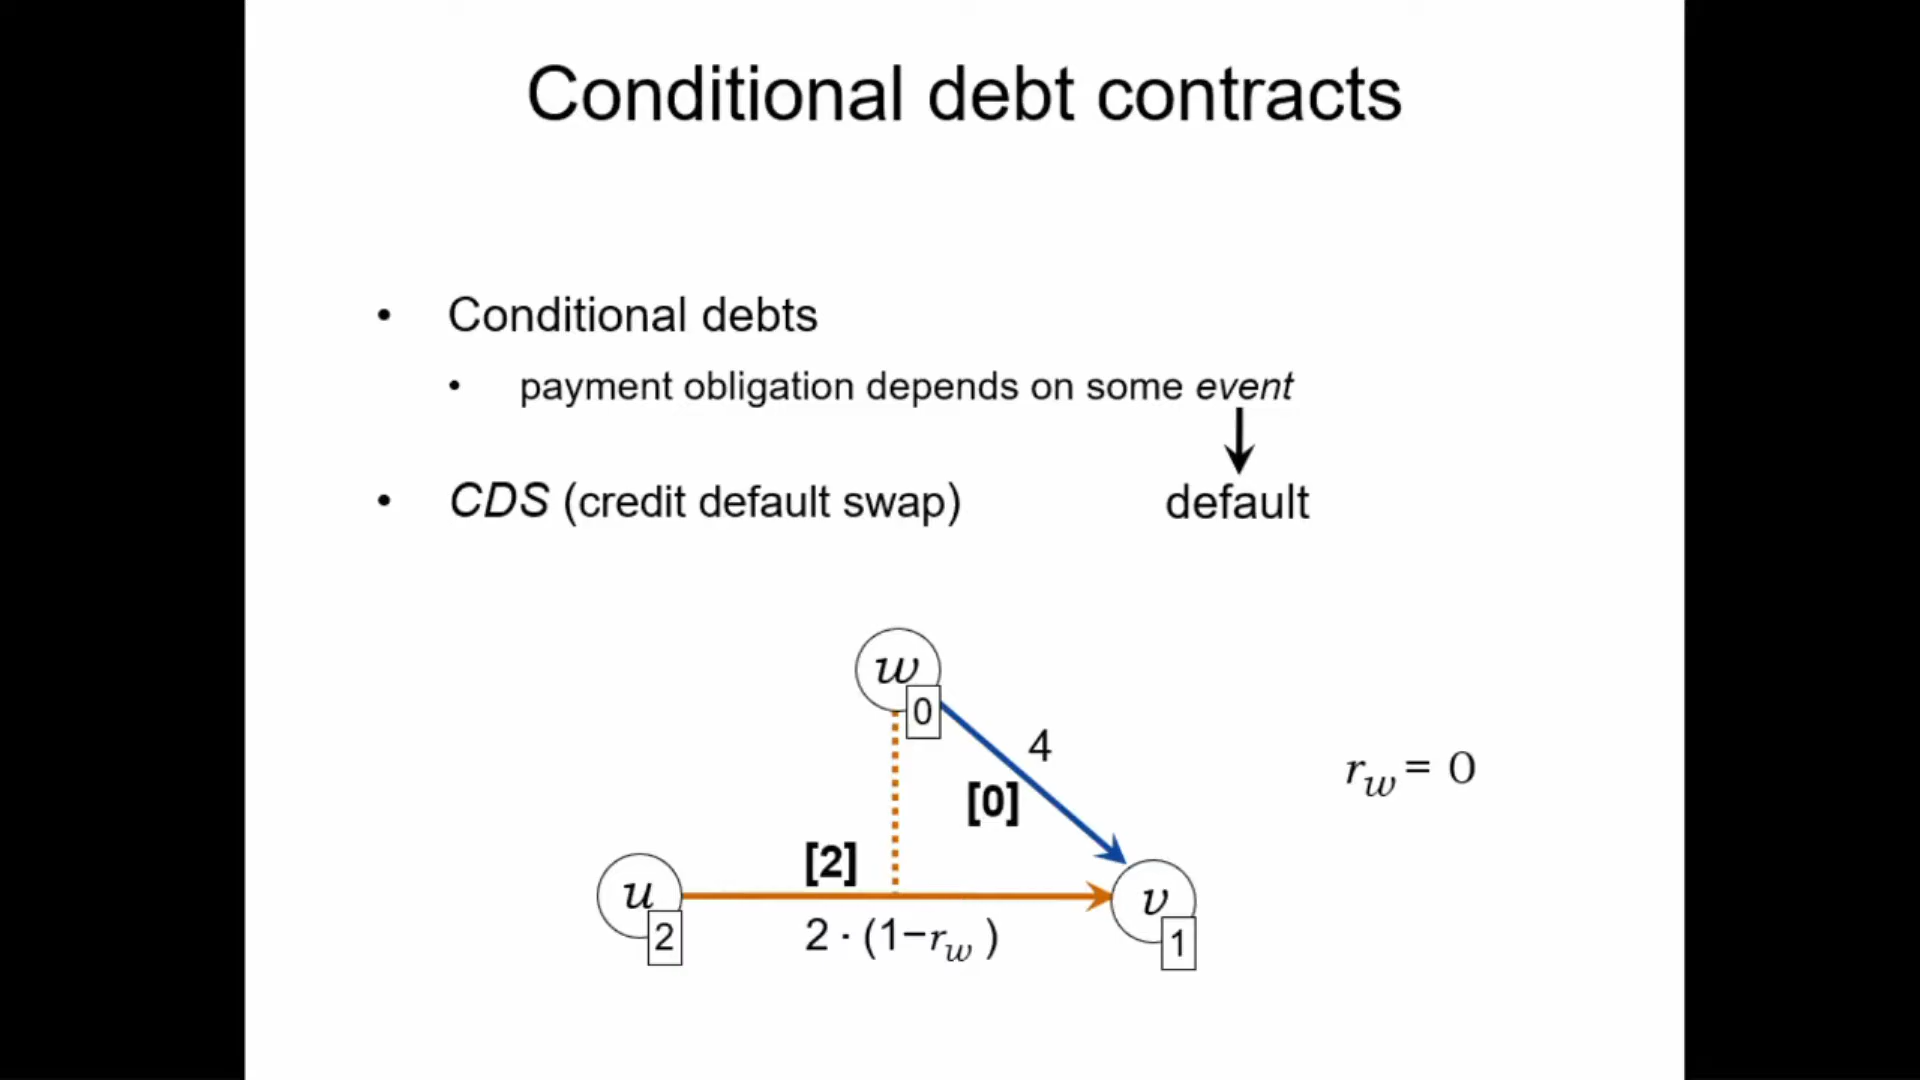 Conditional debt contracts
• Conditional debts
• payment obligation depends on some event
• CDS (credit default swap)
default
w
0
4
[0]
r_w = 0
[2]
u
2
2 · (1−r_w )
v
1